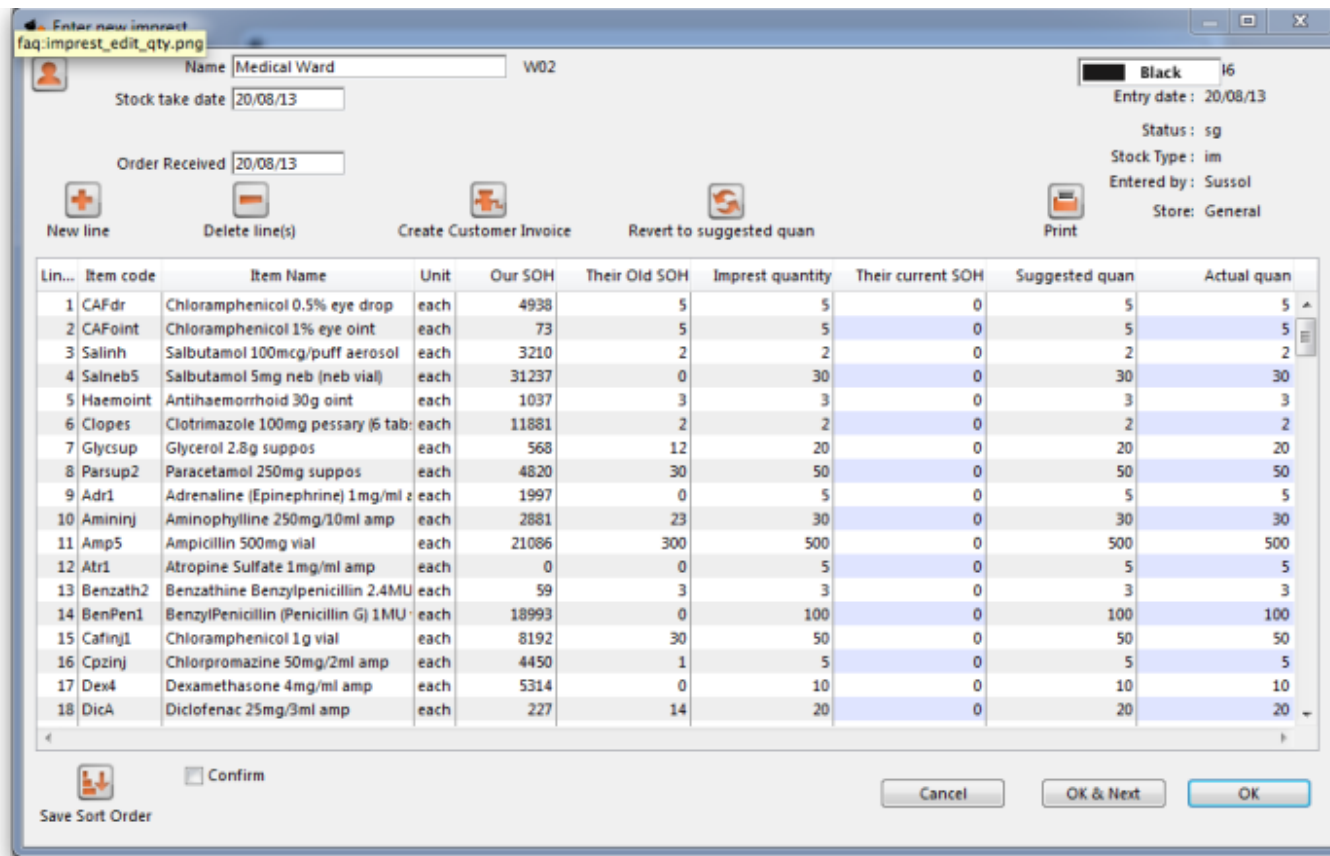 Enter new imprest
faq:imprest_edit_qty.png
Name Medical Ward W02
Black 46
Stock take date 20/08/13
Entry date : 20/08/13
Status : sg
Order Received 20/08/13
Stock Type : im
Entered by : Sussol
Store: General
New line Delete line(s) Create Customer Invoice Revert to suggested quan Print
Lin... Item code Item Name Unit Our SOH Their Old SOH Imprest quantity Their current SOH Suggested quan Actual quan
1 CAFdr Chloramphenicol 0.5% eye drop each 4938 5 5 0 5 5
2 CAFoint Chloramphenicol 1% eye oint each 73 5 5 0 5 5
3 Salinh Salbutamol 100mcg/puff aerosol each 3210 2 2 0 2 2
4 Salneb5 Salbutamol 5mg neb (neb vial) each 31237 0 30 0 30 30
5 Haemoint Antihaemorrhoid 30g oint each 1037 3 3 0 3 3
6 Clopes Clotrimazole 100mg pessary (6 tab each 11881 2 2 0 2 2
7 Glycsup Glycerol 2.8g suppos each 568 12 20 0 20 20
8 Parsup2 Paracetamol 250mg suppos each 4820 30 50 0 50 50
9 Adr1 Adrenaline (Epinephrine) 1mg/ml each 1997 0 5 0 5 5
10 Amininj Aminophylline 250mg/10ml amp each 2881 23 30 0 30 30
11 Amp5 Ampicillin 500mg vial each 21086 300 500 0 500 500
12 Atr1 Atropine Sulfate 1mg/ml amp each 0 0 5 0 5 5
13 Benzath2 Benzathine Benzylpenicillin 2.4MU each 59 3 3 0 3 3
14 BenPen1 BenzylPenicillin (Penicillin G) 1MU each 18993 0 100 0 100 100
15 Cafinj1 Chloramphenicol 1g vial each 8192 30 50 0 50 50
16 Cpzinj Chlorpromazine 50mg/2ml amp each 4450 1 5 0 5 5
17 Dex4 Dexamethasone 4mg/ml amp each 5314 0 10 0 10 10
18 DicA Diclofenac 25mg/3ml amp each 227 14 20 0 20 20
Confirm
Save Sort Order
Cancel OK & Next OK